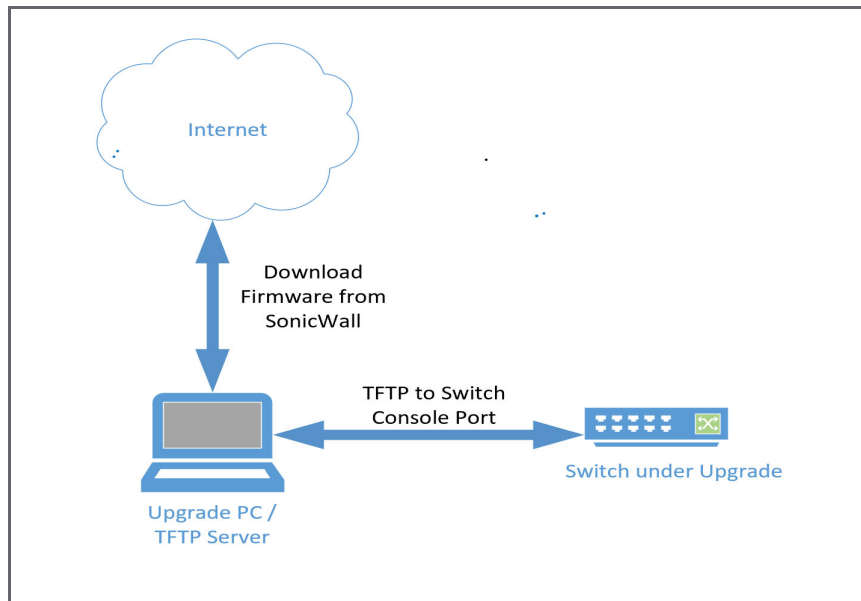 Internet
Download
Firmware from
SonicWall
TFTP to Switch
Console Port
Switch under Upgrade
Upgrade PC /
TFTP Server